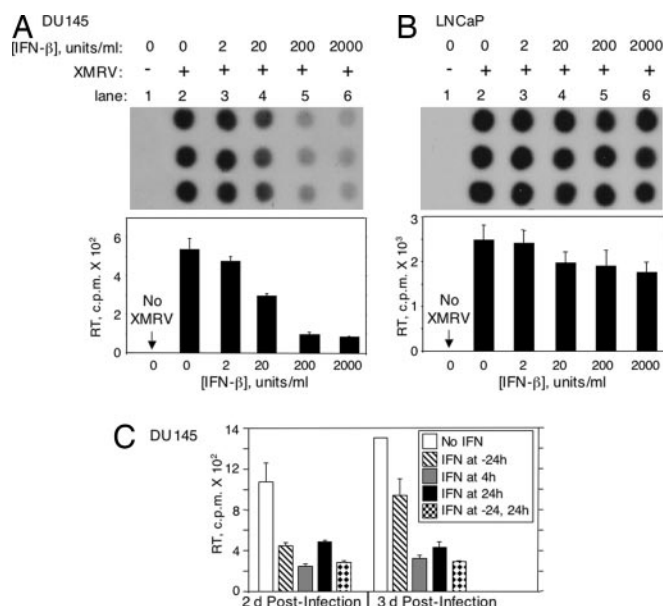 A DU145
[IFN-β], units/ml: 0 0 2 20 200 2000
XMRV: - + + + + +
lane: 1 2 3 4 5 6
RT, c.p.m. X 10²
6
4
2
0
No
XMRV
0 0 2 20 200 2000
[IFN-β], units/ml
B LNCaP
0 0 2 20 200 2000
- + + + + +
1 2 3 4 5 6
RT, c.p.m. X 10³
3
2
1
0
No
XMRV
0 0 2 20 200 2000
[IFN-β], units/ml
C DU145
RT, c.p.m. X 10²
14
12
8
4
0
No IFN
IFN at -24h
IFN at 4h
IFN at 24h
IFN at -24, 24h
2 d Post-Infection 3 d Post-Infection